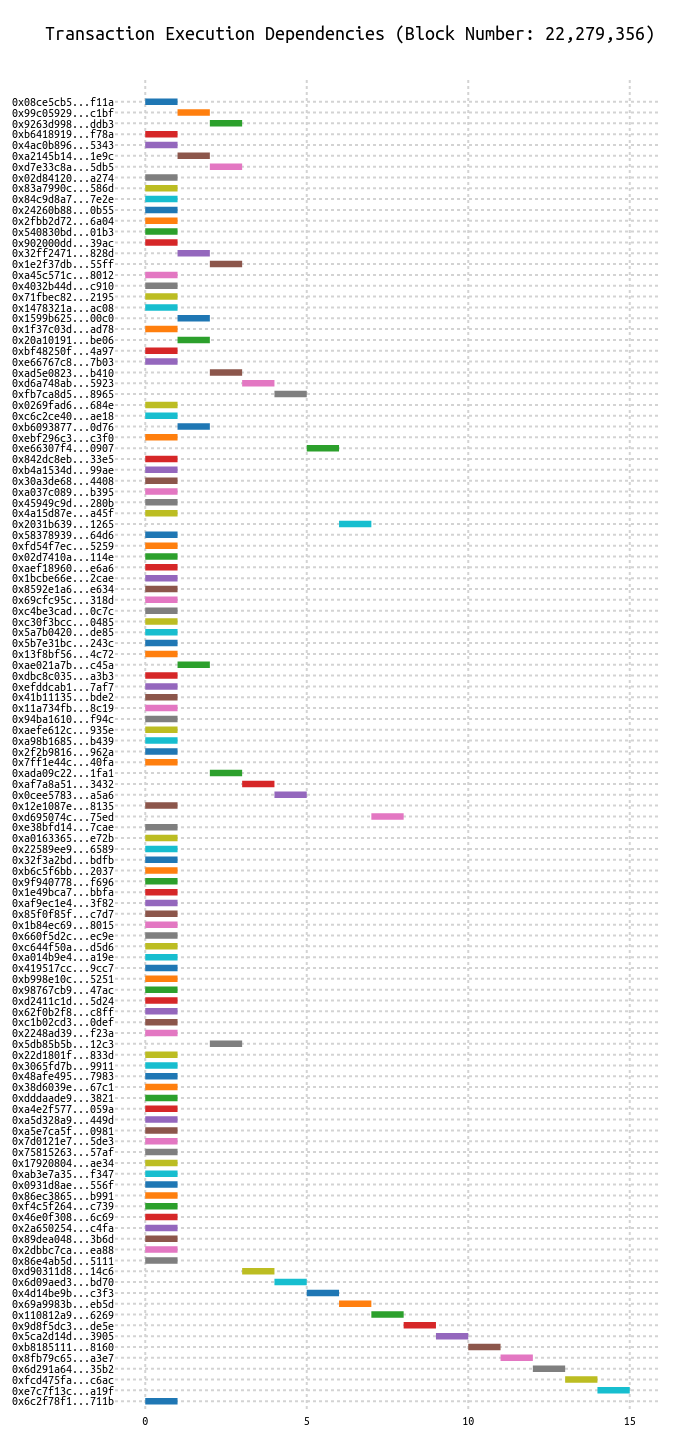 Transaction Execution Dependencies (Block Number: 22,279,356)
0x08ce5cb5...f11a
0x99c05929...c1bf
0x9263d998...ddb3
0xb6418919...f78a
0x4ac0b896...5343
0xa2145b14...1e9c
0xd7e33c8a...5db5
0x02d84120...a274
0x83a7990c...586d
0x84c9d8a7...7e2e
0x24260b88...0b55
0x2fbb2d72...6a04
0x540830bd...01b3
0x902000dd...39ac
0x32ff2471...828d
0x1e2f37db...55ff
0xa45c571c...8012
0x4032b44d...c910
0x71fbec82...2195
0x1478321a...ac08
0x1599b625...00c0
0x1f37c03d...ad78
0x20a10191...be06
0xbf48250f...4a97
0xe66767c8...7b03
0xad5e0823...b410
0xd6a748ab...5923
0xfb7ca8d5...8965
0x0269fad6...684e
0xc6c2ce40...ae18
0xb6093877...0d76
0xebf296c3...c3f0
0xe66307f4...0907
0x842dc8eb...33e5
0xb4a1534d...99ae
0x30a3de68...4408
0xa037c089...b395
0x45949c9d...280b
0x4a15d87e...a45f
0x2031b639...1265
0x58378939...64d6
0xfd54f7ec...5259
0x02d7410a...114e
0xaef18960...e6a6
0x1bcbe66e...2cae
0x8592e1a6...e634
0x69cfc95c...318d
0xc4be3cad...0c7c
0xc30f3bcc...0485
0x5a7b0420...de85
0x5b7e31bc...243c
0x13f8bf56...4c72
0xae021a7b...c45a
0xdbc8c035...a3b3
0xefddcab1...7af7
0x41b11135...bde2
0x11a734fb...8c19
0x94ba1610...f94c
0xaefe612c...935e
0xa98b1685...b439
0x2f2b9816...962a
0x7ff1e44c...40fa
0xada09c22...1fa1
0xaf7a8a51...3432
0x0cee5783...a5a6
0x12e1087e...8135
0xd695074c...75ed
0xe38bfd14...7cae
0xa0163365...e72b
0x22589ee9...6589
0x32f3a2bd...bdfb
0xb6c5f6bb...2037
0x9f940778...f696
0x1e49bca7...bbfa
0xaf9ec1e4...3f82
0x85f0f85f...c7d7
0x1b84ec69...8015
0x660f5d2c...ec9e
0xc644f50a...d5d6
0xa014b9e4...a19e
0x419517cc...9cc7
0xb998e10c...5251
0x98767cb9...47ac
0xd2411c1d...5d24
0x62f0b2f8...c8ff
0xc1b02cd3...0def
0x2248ad39...f23a
0x5db85b5b...12c3
0x22d1801f...833d
0x3065fd7b...9911
0x48afe495...7983
0x38d6039e...67c1
0xdddaade9...3821
0xa4e2f577...059a
0xa5d328a9...449d
0xa5e7ca5f...0981
0x7d0121e7...5de3
0x75815263...57af
0x17920804...ae34
0xab3e7a35...f347
0x0931d8ae...556f
0x86ec3865...b991
0xf4c5f264...c739
0x46e0f308...6c69
0x2a650254...c4fa
0x89dea048...3b6d
0x2dbbc7ca...ea88
0x86e4ab5d...5111
0xd90311d8...14c6
0x6d09aed3...bd70
0x4d14be9b...c3f3
0x69a9983b...eb5d
0x110812a9...6269
0x9d8f5dc3...de5e
0x5ca2d14d...3905
0xb8185111...8160
0x8fb79c65...a3e7
0x6d291a64...35b2
0xfcd475fa...c6ac
0xe7c7f13c...a19f
0x6c2f78f1...711b
0 5 10 15